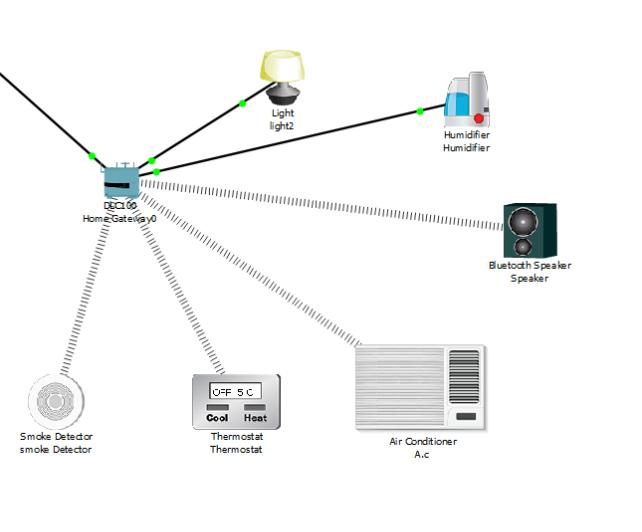 Light
light2
Humidifier
Humidifier
DLC100
Home Gateway0
Bluetooth Speaker
Speaker
OFF 5 C
Cool Heat
Smoke Detector
smoke Detector
Thermostat
Thermostat
Air Conditioner
A.c